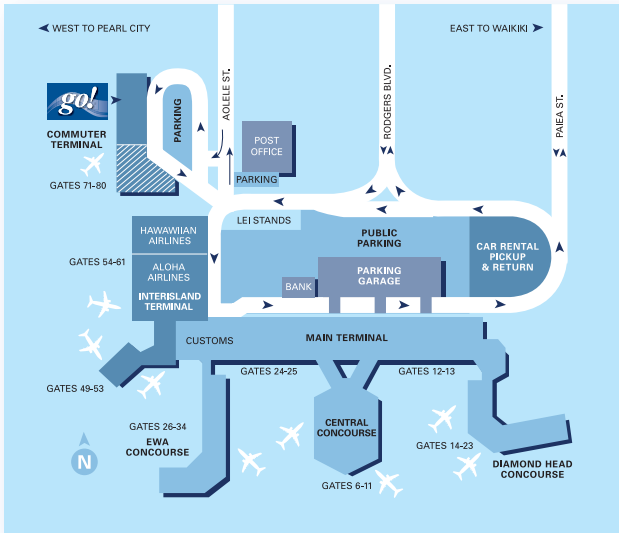 WEST TO PEARL CITY
EAST TO WAIKIKI
go!
COMMUTER
TERMINAL
GATES 71-80
PARKING
AOLELE ST.
RODGERS BLVD.
PAIEA ST.
POST
OFFICE
PARKING
LEI STANDS
HAWAWIIAN
AIRLINES
GATES 54-61
ALOHA
AIRLINES
INTERISLAND
TERMINAL
PUBLIC
PARKING
CAR RENTAL
PICKUP
& RETURN
BANK
PARKING
GARAGE
CUSTOMS
MAIN TERMINAL
GATES 49-53
GATES 24-25
GATES 12-13
GATES 26-34
EWA
CONCOURSE
CENTRAL
CONCOURSE
GATES 6-11
GATES 14-23
DIAMOND HEAD
CONCOURSE
N